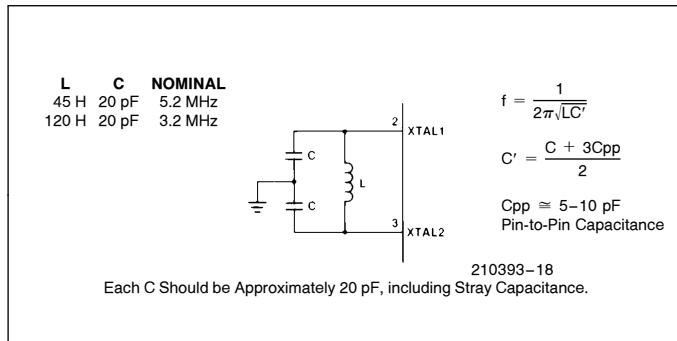 L C NOMINAL
45 H 20 pF 5.2 MHz
120 H 20 pF 3.2 MHz
2 XTAL1
C
L
C
3 XTAL2
f = 1 / 2π√LC′
C′ = C + 3Cpp / 2
Cpp ≅ 5–10 pF
Pin-to-Pin Capacitance
210393–18
Each C Should be Approximately 20 pF, including Stray Capacitance.